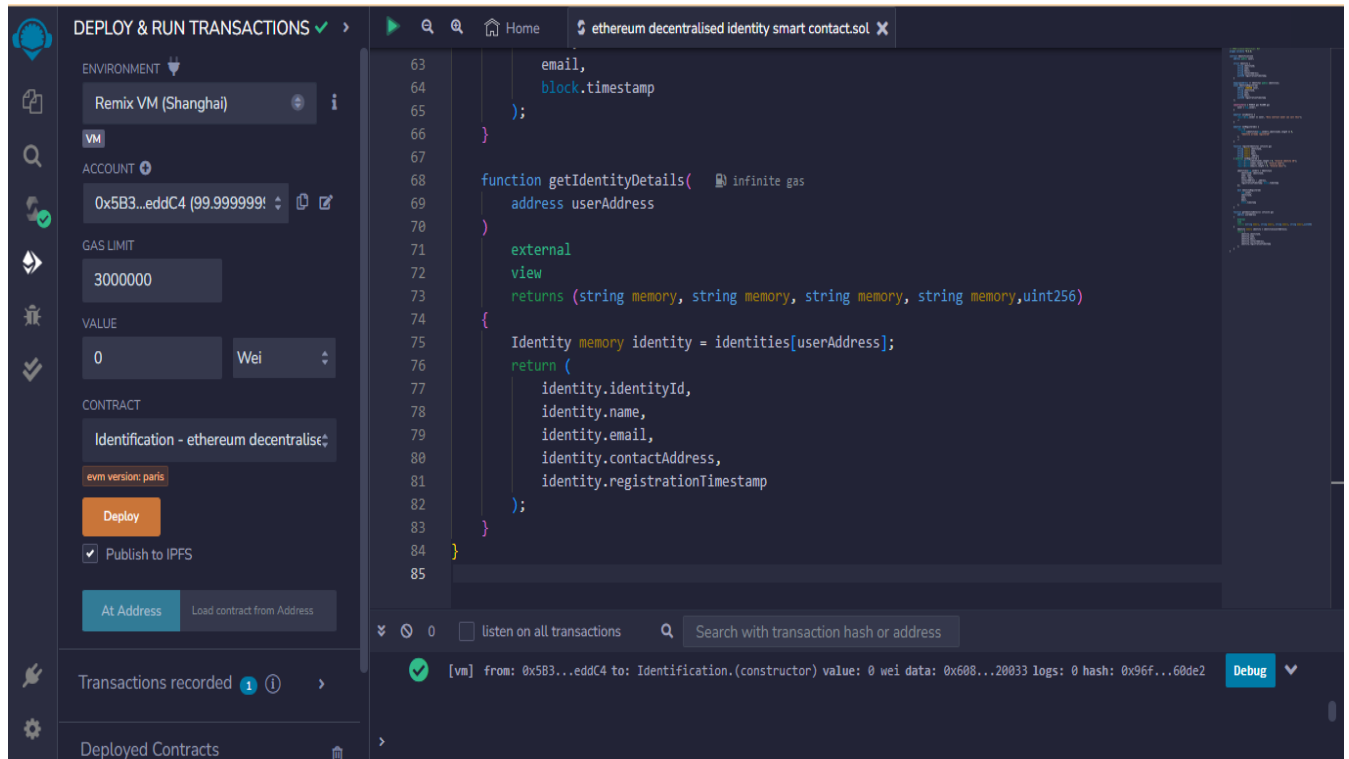 DEPLOY & RUN TRANSACTIONS
ENVIRONMENT
Remix VM (Shanghai)
VM
ACCOUNT
0x5B3...eddC4 (99.9999999
GAS LIMIT
3000000
VALUE
0 Wei
CONTRACT
Identification - ethereum decentralise
evm version: paris
Deploy
Publish to IPFS
At Address Load contract from Address
Transactions recorded 1 i
Deployed Contracts
Home ethereum decentralised identity smart contact.sol
63 email,
64 block.timestamp
65 );
66 }
67
68 function getIdentityDetails( infinite gas
69 address userAddress
70 )
71 external
72 view
73 returns (string memory, string memory, string memory, string memory,uint256)
74 {
75 Identity memory identity = identities[userAddress];
76 return (
77 identity.identityId,
78 identity.name,
79 identity.email,
80 identity.contactAddress,
81 identity.registrationTimestamp
82 );
83 }
84 }
85
0 listen on all transactions Search with transaction hash or address
[vm] from: 0x5B3...eddC4 to: Identification.(constructor) value: 0 wei data: 0x608...20033 logs: 0 hash: 0x96f...60de2 Debug
>